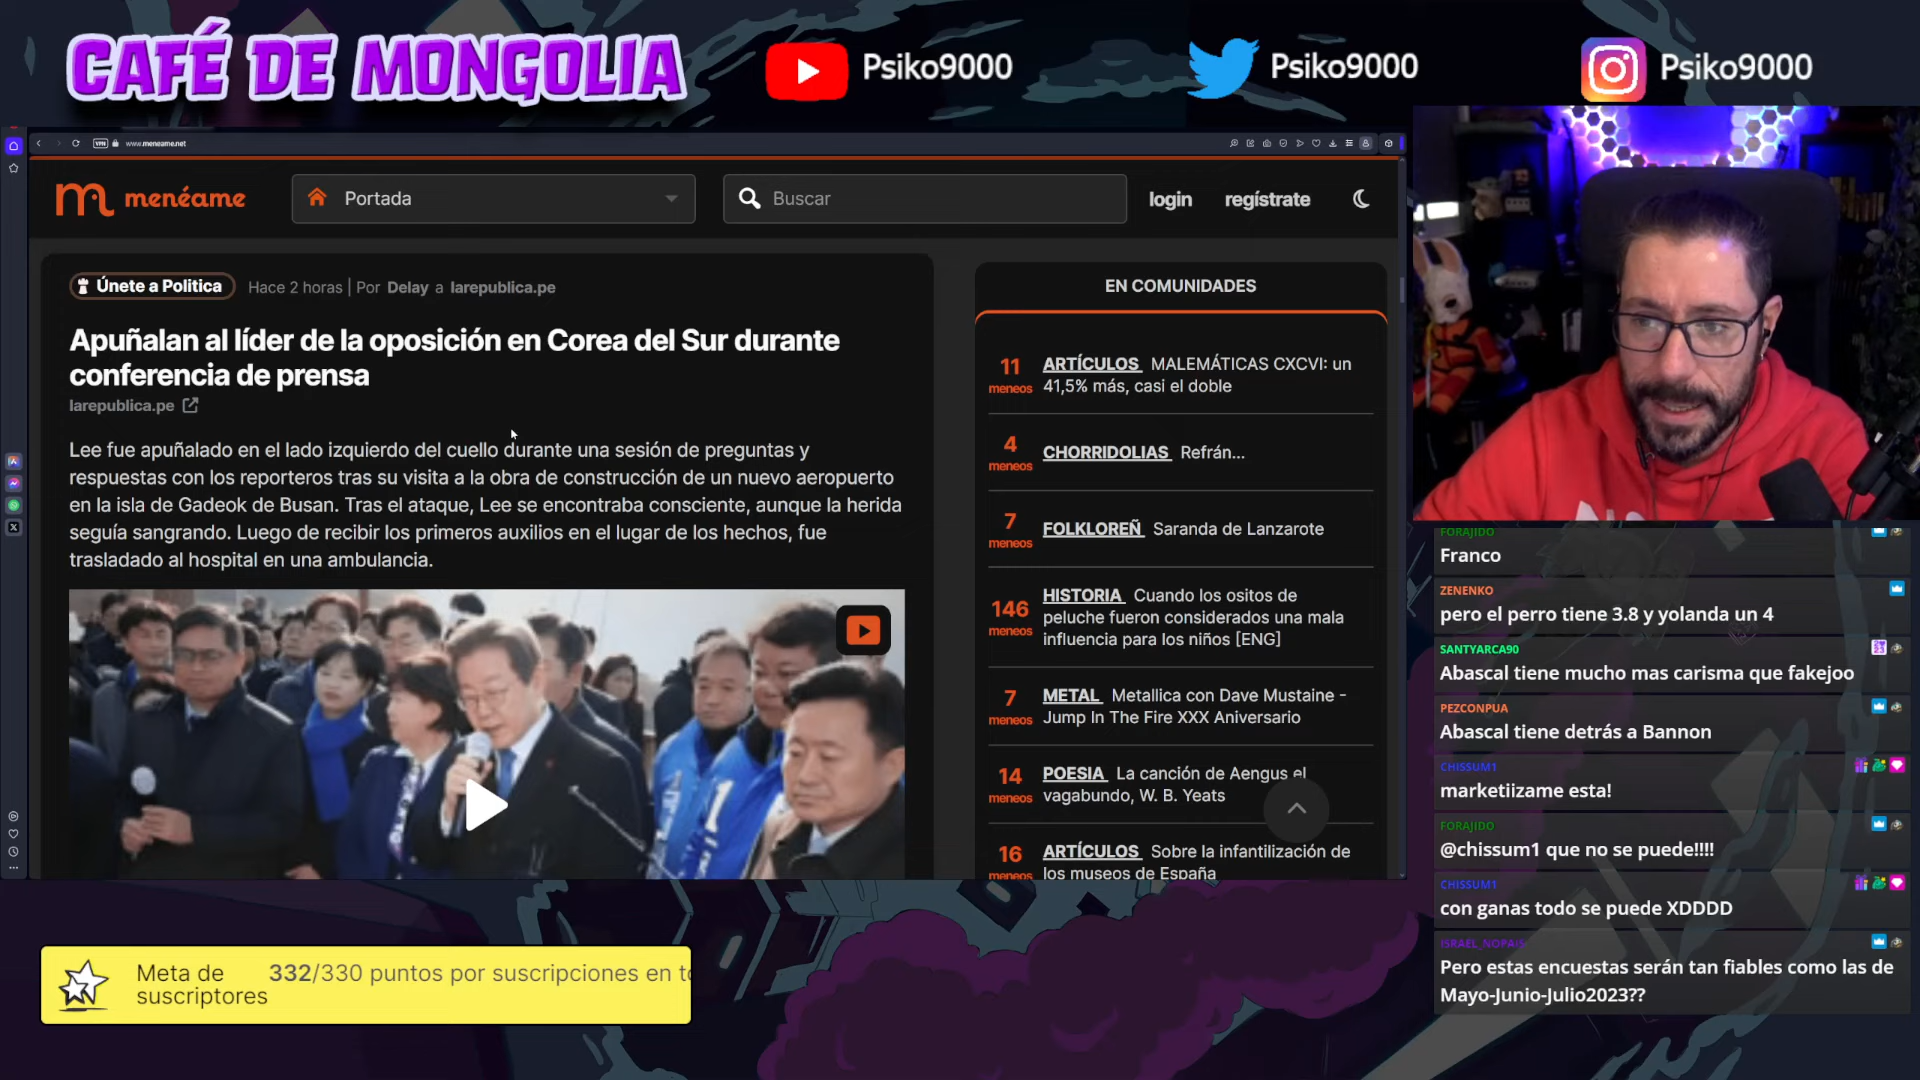 CAFÉ DE MONGOLIA
Psiko9000
Psiko9000
Psiko9000
VPN
www.meneame.net
menéame
Portada
Buscar
login
regístrate
Únete a Politica
Hace 2 horas | Por Delay a larepublica.pe
Apuñalan al líder de la oposición en Corea del Sur durante
conferencia de prensa
larepublica.pe
Lee fue apuñalado en el lado izquierdo del cuello durante una sesión de preguntas y
respuestas con los reporteros tras su visita a la obra de construcción de un nuevo aeropuerto
en la isla de Gadeok de Busan. Tras el ataque, Lee se encontraba consciente, aunque la herida
seguía sangrando. Luego de recibir los primeros auxilios en el lugar de los hechos, fue
trasladado al hospital en una ambulancia.
EN COMUNIDADES
11
meneos
ARTÍCULOS MALEMÁTICAS CXCVI: un
41,5% más, casi el doble
4
meneos
CHORRIDOLIAS Refrán...
7
meneos
FOLKLOREÑ Saranda de Lanzarote
146
meneos
HISTORIA Cuando los ositos de
peluche fueron considerados una mala
influencia para los niños [ENG]
7
meneos
METAL Metallica con Dave Mustaine -
Jump In The Fire XXX Aniversario
14
meneos
POESIA La canción de Aengus el
vagabundo, W. B. Yeats
16
meneos
ARTÍCULOS Sobre la infantilización de
los museos de España
FORAJIDO
Franco
ZENENKO
pero el perro tiene 3.8 y yolanda un 4
SANTYARCA90
Abascal tiene mucho mas carisma que fakejoo
PEZCONPUA
Abascal tiene detrás a Bannon
CHISSUM1
marketiizame esta!
FORAJIDO
@chissum1 que no se puede!!!!
CHISSUM1
con ganas todo se puede XDDDD
ISRAEL_NOPAIS
Pero estas encuestas serán tan fiables como las de
Mayo-Junio-Julio2023??
Meta de
suscriptores
332/330 puntos por suscripciones en to